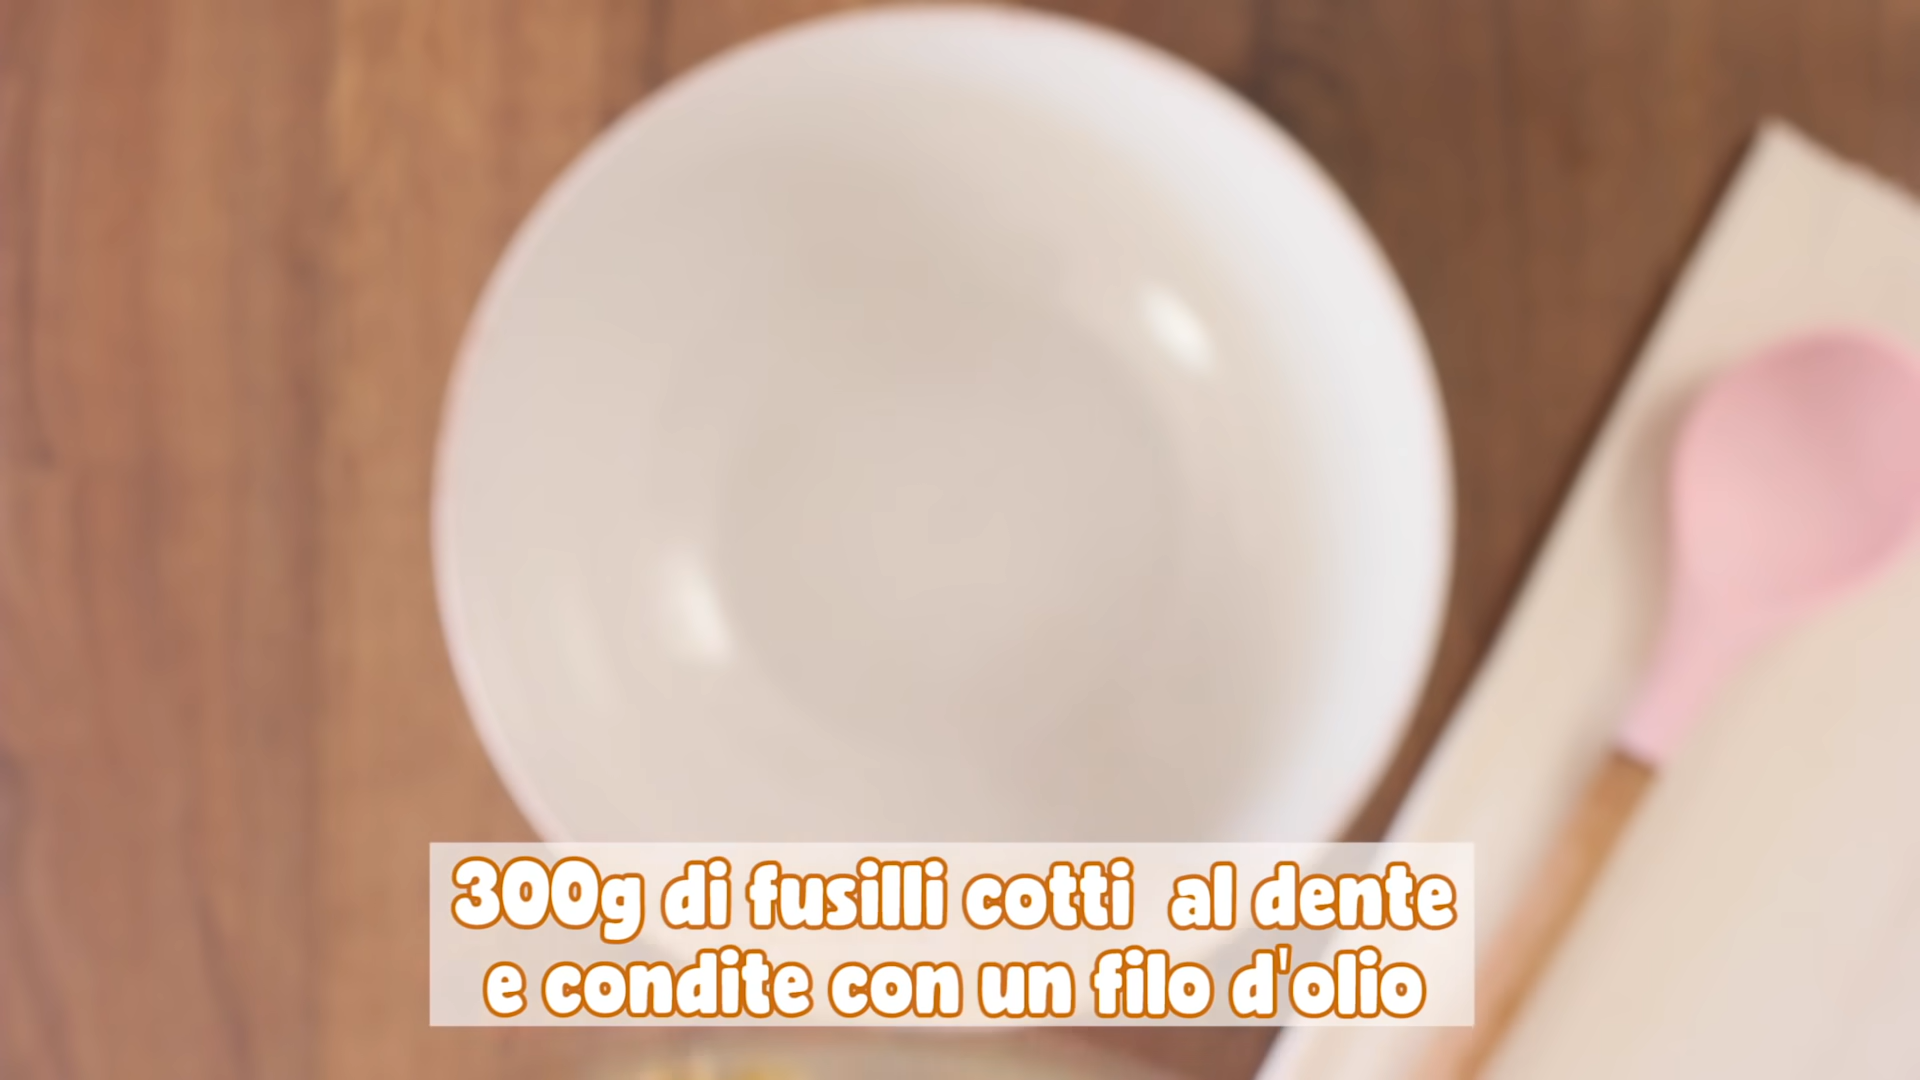 300g di fusilli cotti al dente
e condite con un filo d'olio